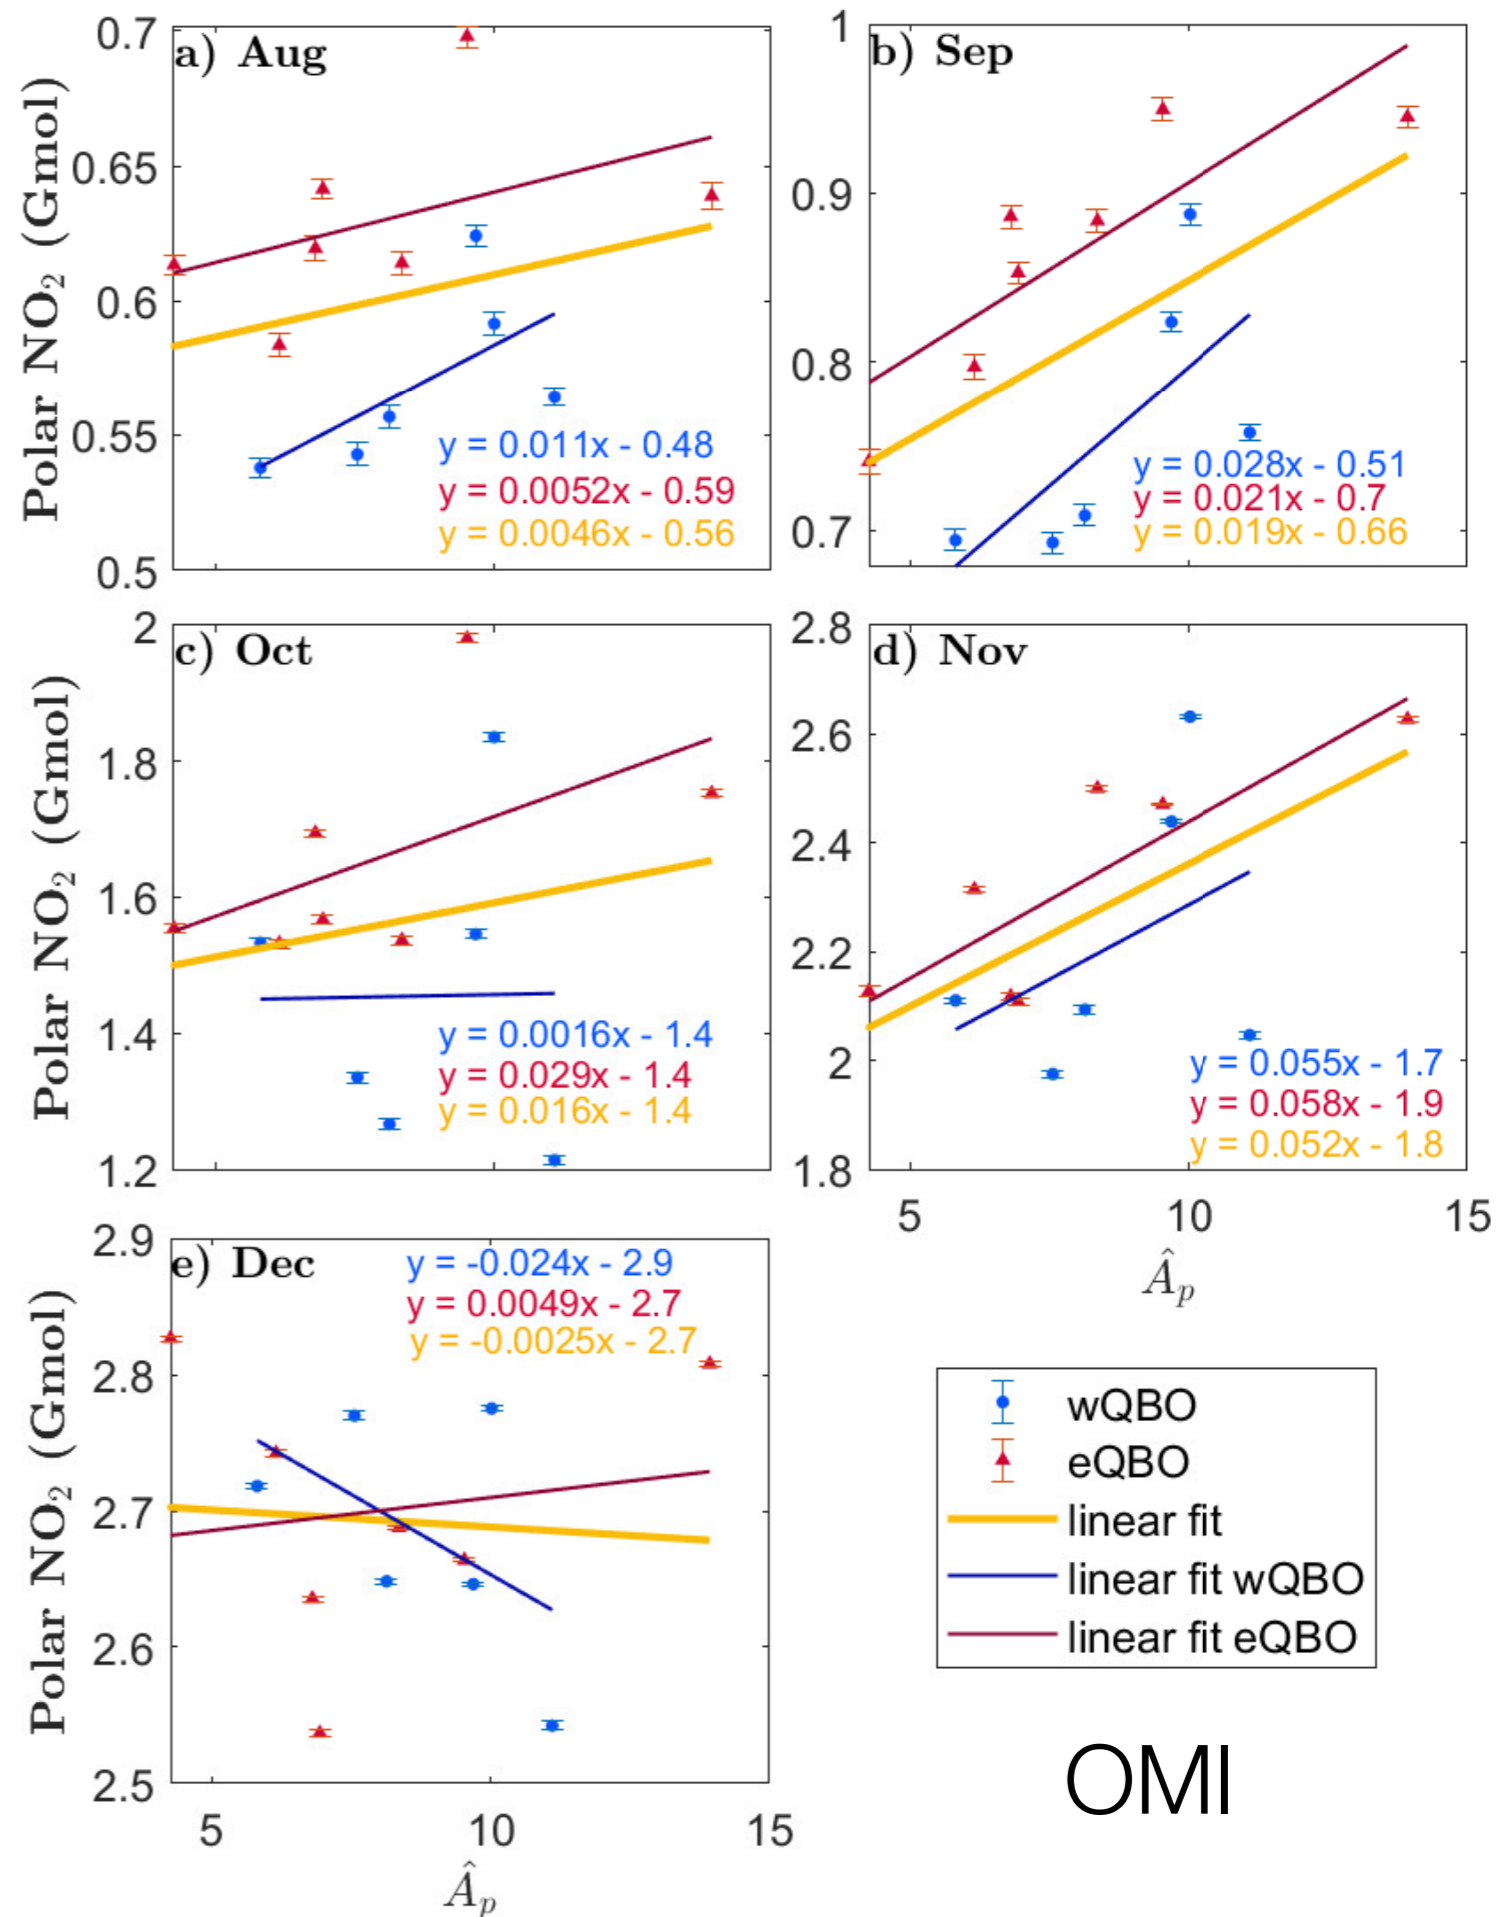 a) Aug
Polar NO₂ (Gmol)
0.7
0.65
0.6
0.55
0.5
y = 0.011x - 0.48
y = 0.0052x - 0.59
y = 0.0046x - 0.56
b) Sep
1
0.9
0.8
0.7
y = 0.028x - 0.51
y = 0.021x - 0.7
y = 0.019x - 0.66
c) Oct
Polar NO₂ (Gmol)
2
1.8
1.6
1.4
1.2
y = 0.0016x - 1.4
y = 0.029x - 1.4
y = 0.016x - 1.4
d) Nov
2.8
2.6
2.4
2.2
2
1.8
y = 0.055x - 1.7
y = 0.058x - 1.9
y = 0.052x - 1.8
5 10 15
Âₚ
e) Dec
Polar NO₂ (Gmol)
2.9
2.8
2.7
2.6
2.5
y = -0.024x - 2.9
y = 0.0049x - 2.7
y = -0.0025x - 2.7
5 10 15
Âₚ
wQBO
eQBO
linear fit
linear fit wQBO
linear fit eQBO
OMI